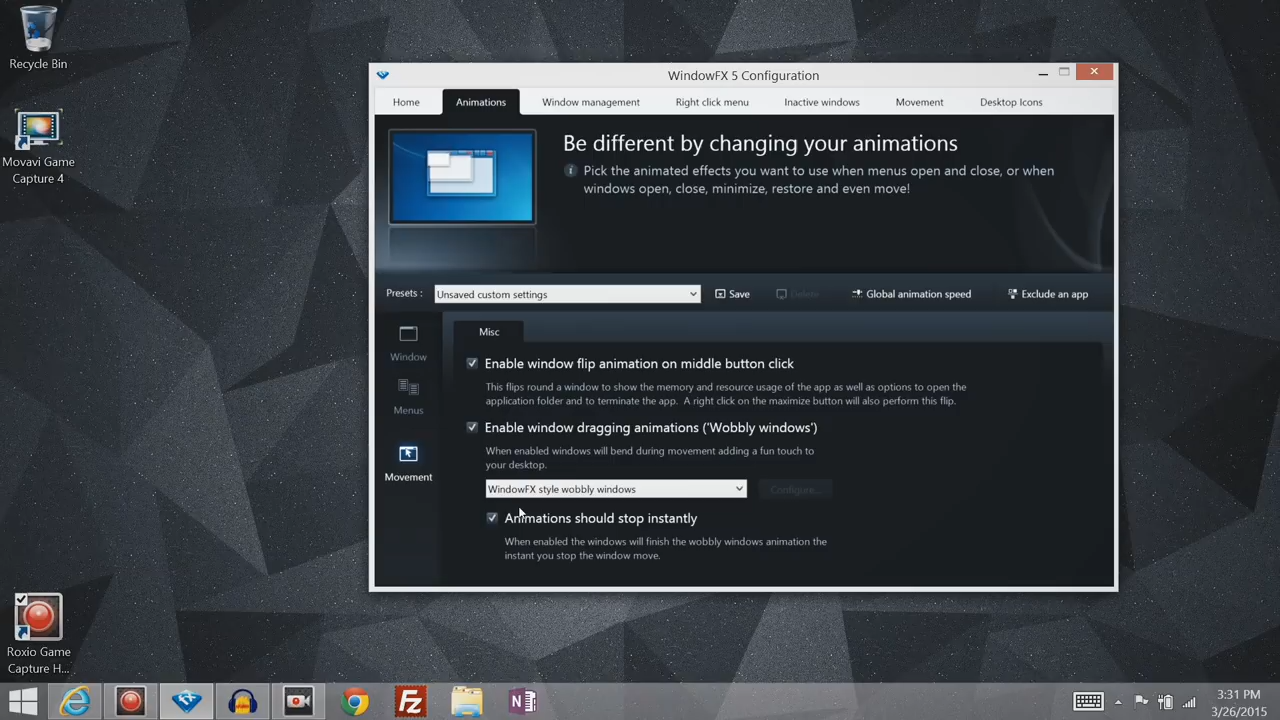 Recycle Bin
Movavi Game
Capture 4
Roxio Game
Capture H...
WindowFX 5 Configuration
Home
Animations
Window management
Right click menu
Inactive windows
Movement
Desktop Icons
Be different by changing your animations
Pick the animated effects you want to use when menus open and close, or when
windows open, close, minimize, restore and even move!
Presets :
Unsaved custom settings
Save
Delete
Global animation speed
Exclude an app
Window
Menus
Movement
Misc
Enable window flip animation on middle button click
This flips round a window to show the memory and resource usage of the app as well as options to open the
application folder and to terminate the app. A right click on the maximize button will also perform this flip.
Enable window dragging animations ('Wobbly windows')
When enabled windows will bend during movement adding a fun touch to
your desktop.
WindowFX style wobbly windows
Configure...
Animations should stop instantly
When enabled the windows will finish the wobbly windows animation the
instant you stop the window move.
Fz
N
3:31 PM
3/26/2015